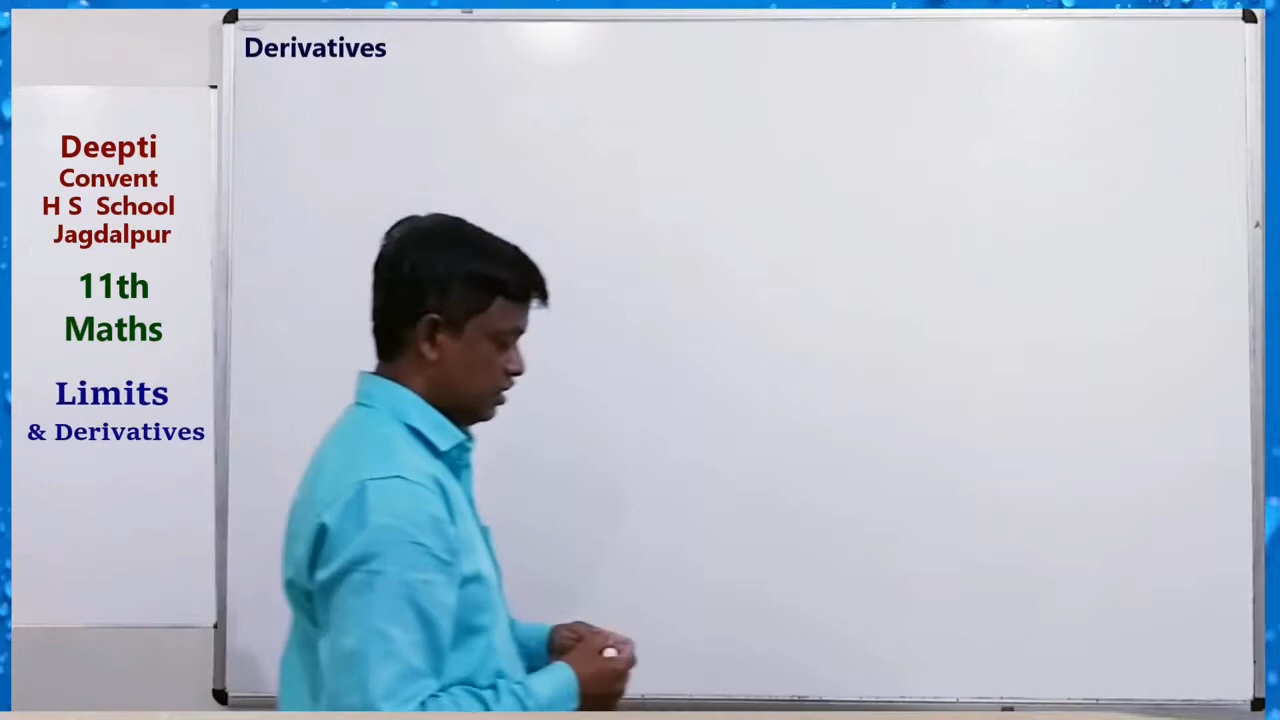 Derivatives
Deepti
Convent
H S School
Jagdalpur
11th
Maths
Limits
& Derivatives